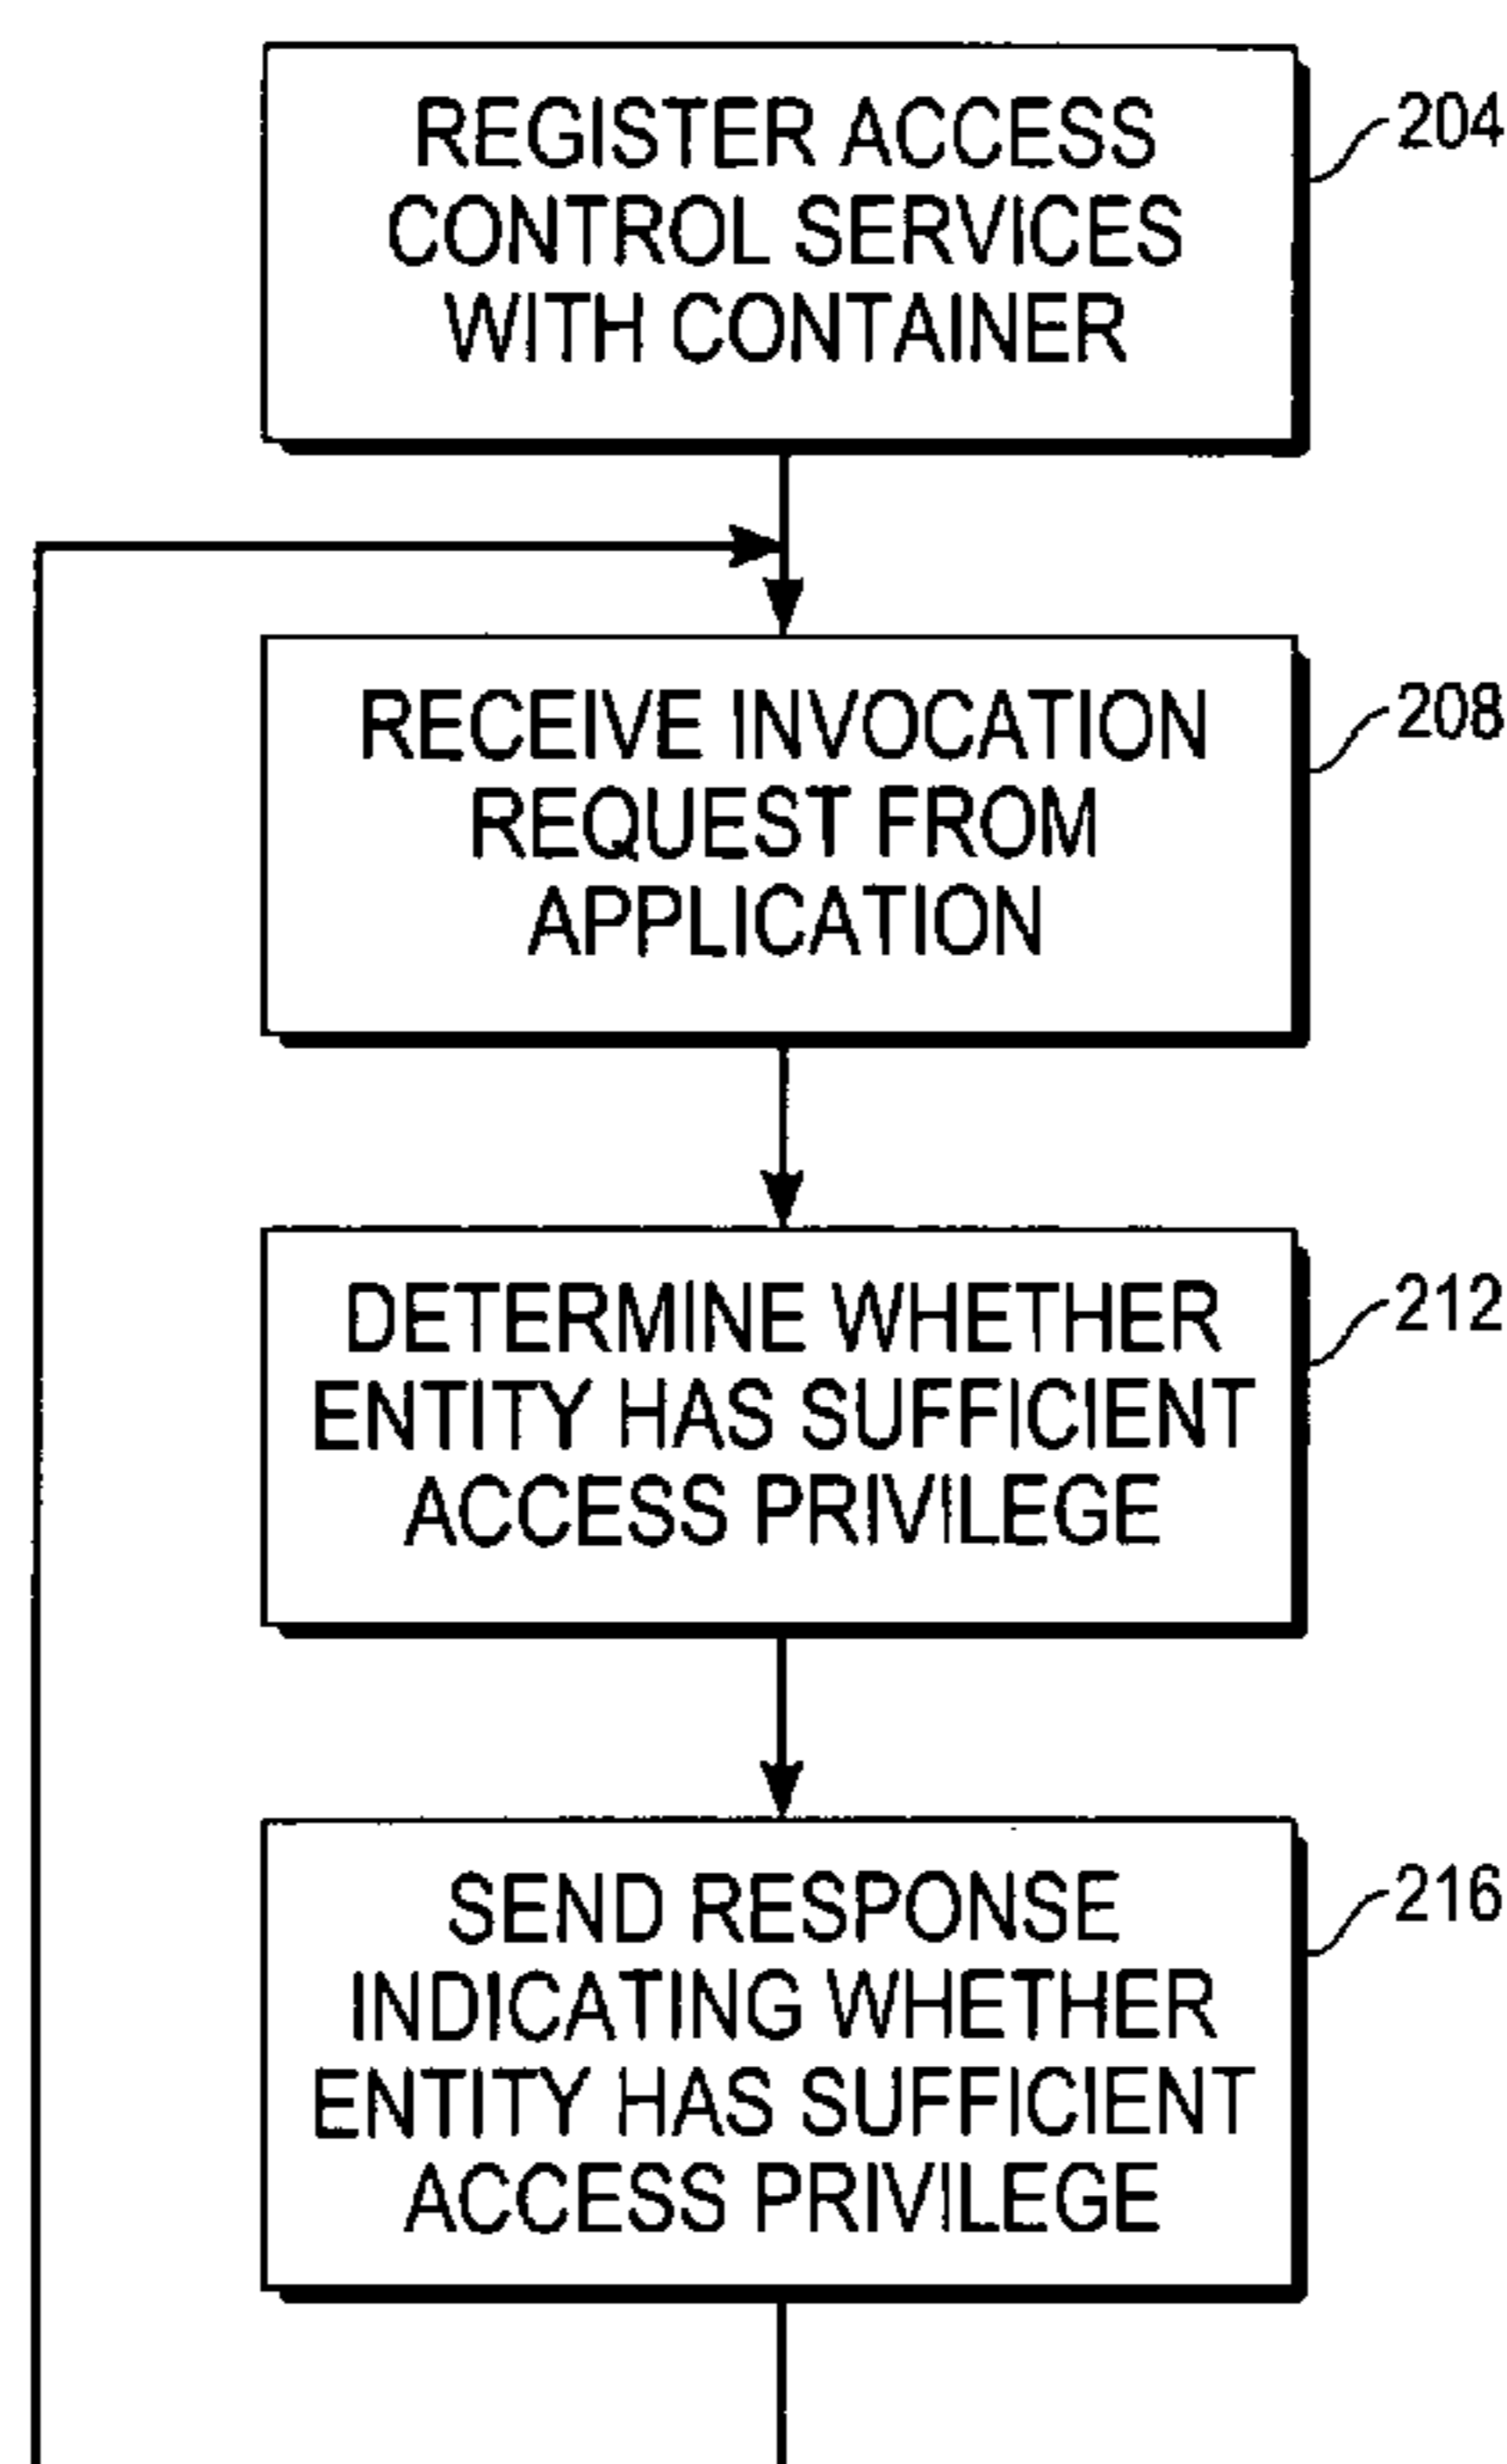 REGISTER ACCESS
CONTROL SERVICES
WITH CONTAINER
204
RECEIVE INVOCATION
REQUEST FROM
APPLICATION
208
DETERMINE WHETHER
ENTITY HAS SUFFICIENT
ACCESS PRIVILEGE
212
SEND RESPONSE
INDICATING WHETHER
ENTITY HAS SUFFICIENT
ACCESS PRIVILEGE
216